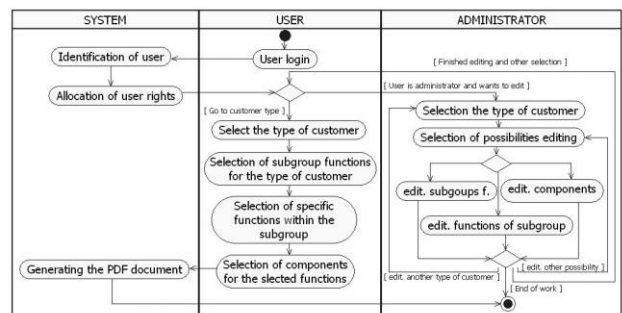 SYSTEM
USER
ADMINISTRATOR
Identification of user
User login
[ Finished editing and other selection ]
Allocation of user rights
[ User is administrator and wants to edit ]
[ Go to customer type ]
Selection the type of customer
Select the type of customer
Selection of possibilities editing
Selection of subgroup functions
for the type of customer
edit. subgoups f.
edit. components
Selection of specific
functions within the
subgroup
edit. functions of subgroup
Generating the PDF document
Selection of components
for the slected functions
[ edit. another type of customer ]
[ edit. other possibility ]
[ End of work ]